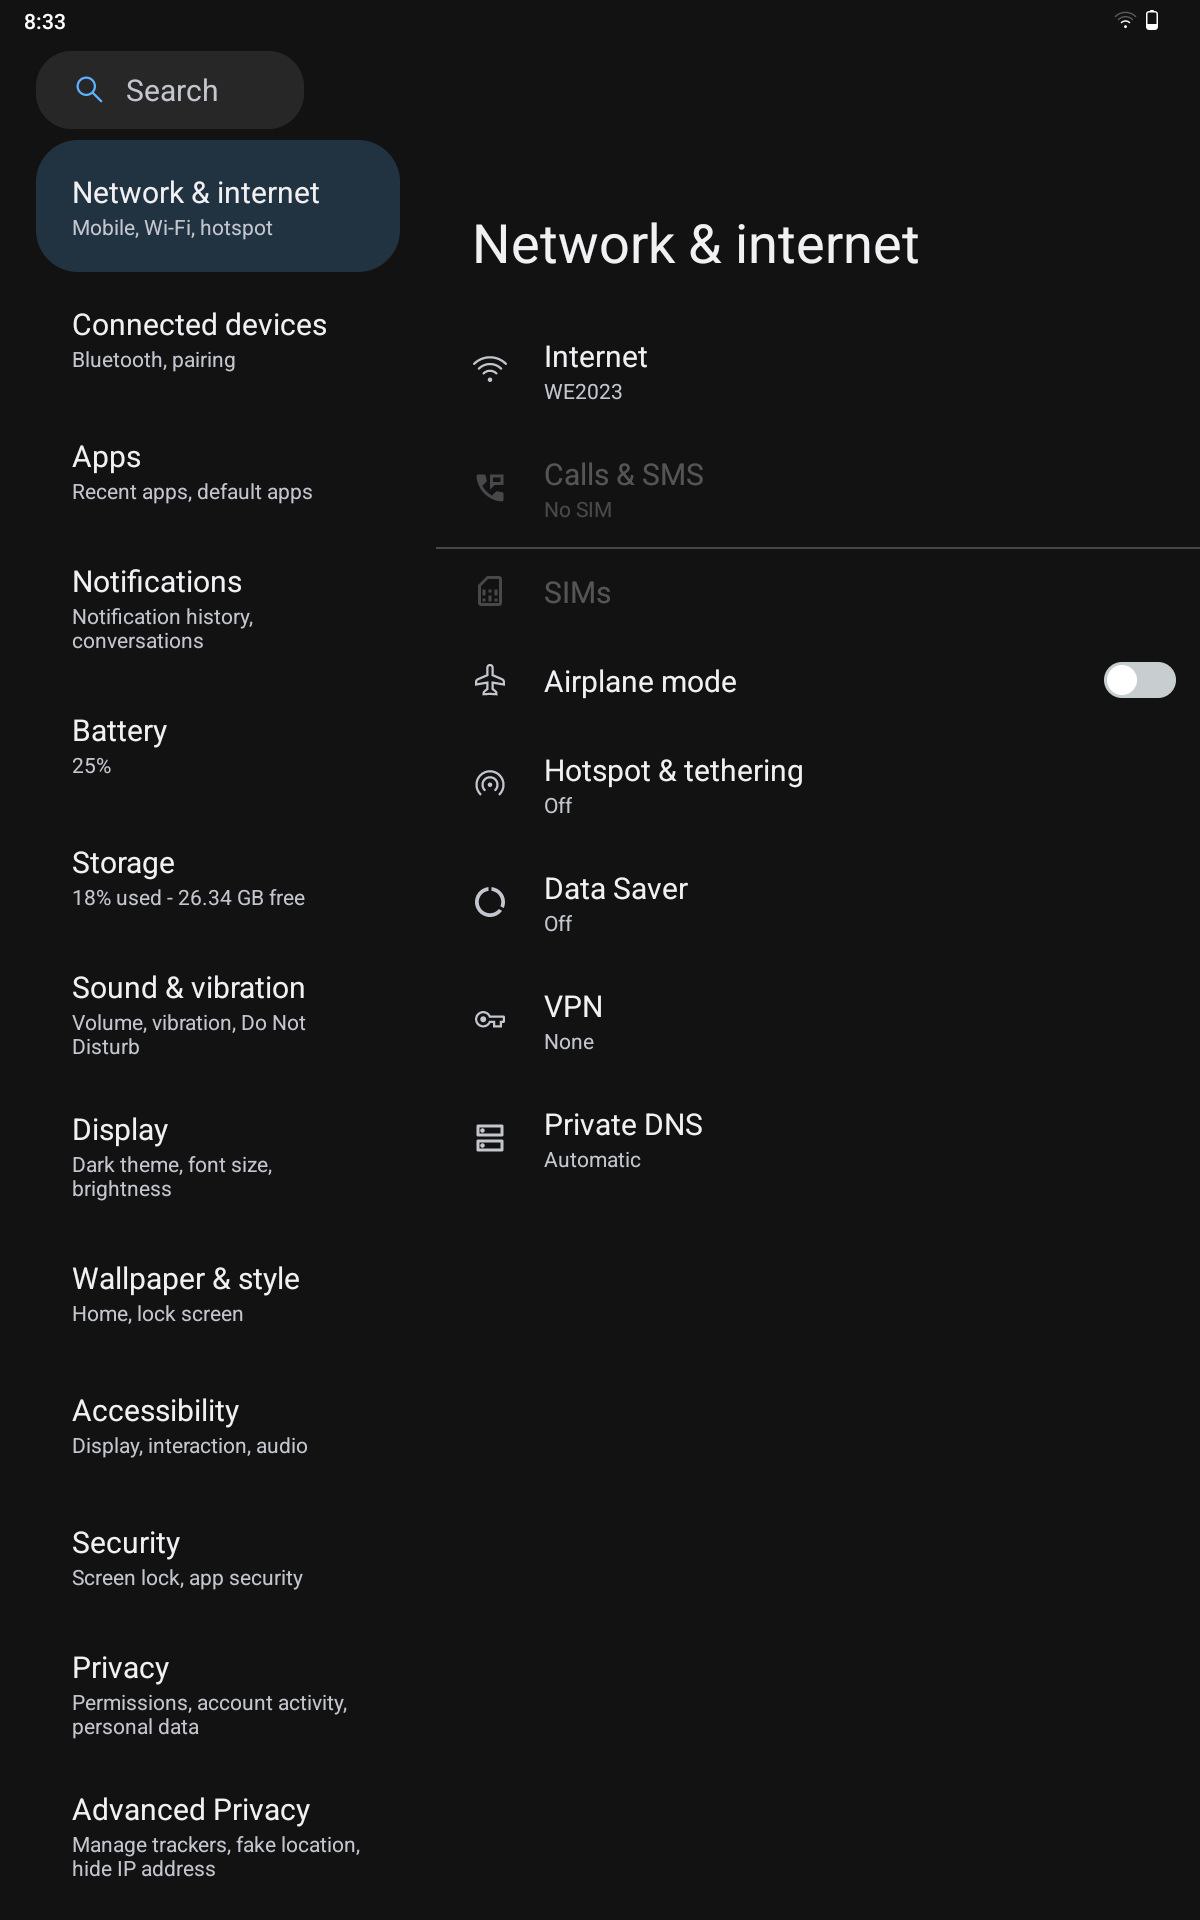 8:33
Search
Network & internet
Mobile, Wi-Fi, hotspot
Connected devices
Bluetooth, pairing
Apps
Recent apps, default apps
Notifications
Notification history,
conversations
Battery
25%
Storage
18% used - 26.34 GB free
Sound & vibration
Volume, vibration, Do Not
Disturb
Display
Dark theme, font size,
brightness
Wallpaper & style
Home, lock screen
Accessibility
Display, interaction, audio
Security
Screen lock, app security
Privacy
Permissions, account activity,
personal data
Advanced Privacy
Manage trackers, fake location,
hide IP address
Network & internet
Internet
WE2023
Calls & SMS
No SIM
SIMs
Airplane mode
Hotspot & tethering
Off
Data Saver
Off
VPN
None
Private DNS
Automatic